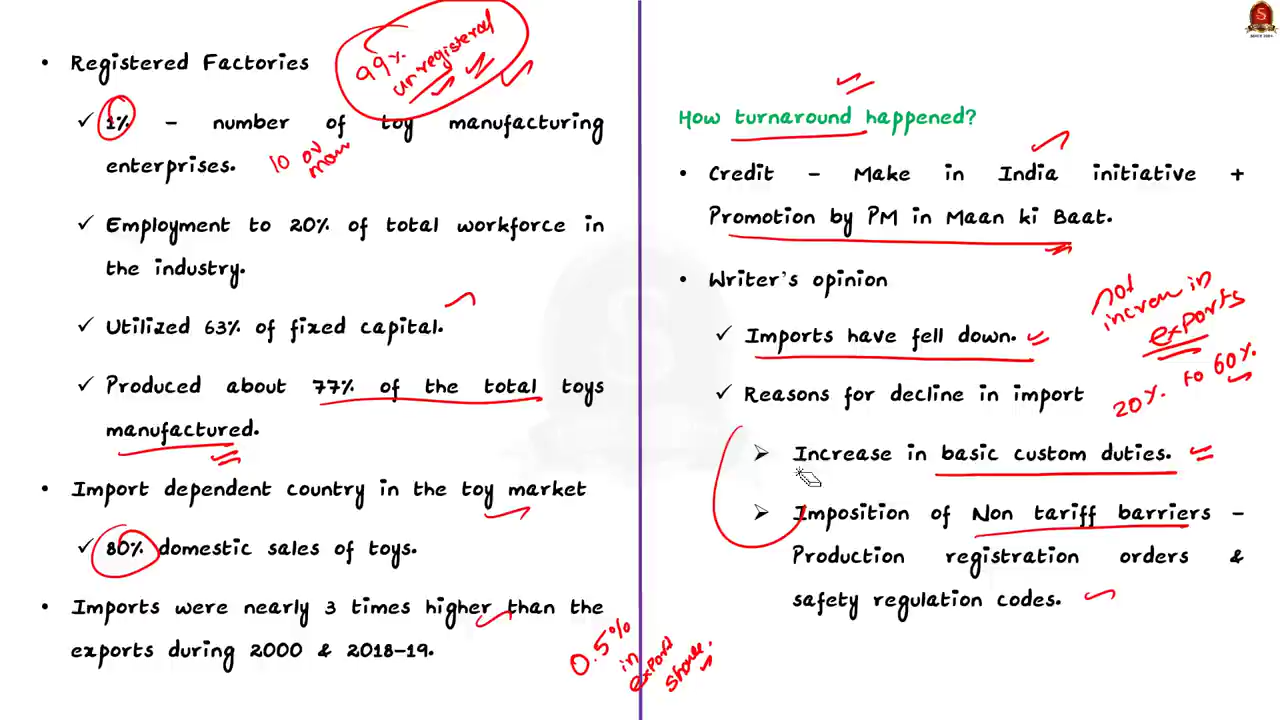 • Registered Factories
99% unregistered
✓ 1% – number of toy manufacturing
enterprises.
10 or more
✓ Employment to 20% of total workforce in
the industry.
✓ Utilized 63% of fixed capital.
✓ Produced about 77% of the total toys
manufactured.
• Import dependent country in the toy market
✓ 80% domestic sales of toys.
• Imports were nearly 3 times higher than the
exports during 2000 & 2018-19.
0.5%
in
export
share.
How turnaround happened?
• Credit – Make in India initiative +
Promotion by PM in Maan ki Baat.
• Writer's opinion
not
increase in
exports
✓ Imports have fell down.
20% to 60%
✓ Reasons for decline in import
➢ Increase in basic custom duties.
➢ Imposition of Non tariff barriers –
Production registration orders &
safety regulation codes.